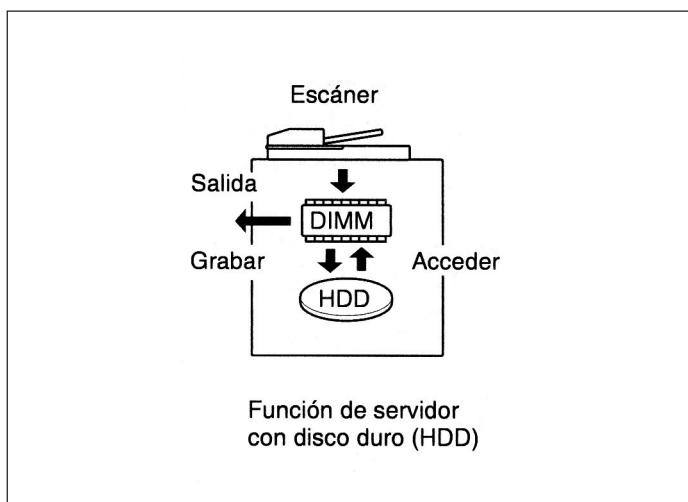 Escáner
Salida
DIMM
Grabar
Acceder
HDD
Función de servidor
con disco duro (HDD)